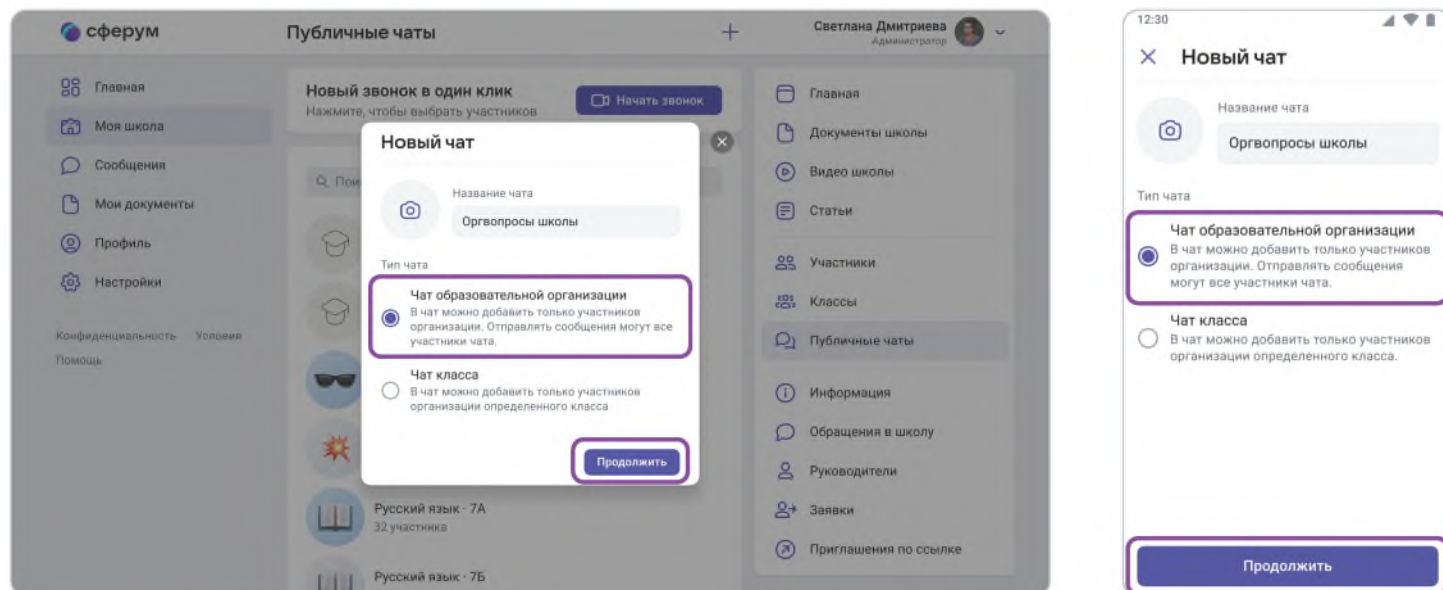 сферум
Публичные чаты
+
Светлана Дмитриева
Администратор
Главная
Моя школа
Сообщения
Мои документы
Профиль
Настройки
Конфиденциальность Условия
Помощь
Новый звонок в один клик
Нажмите, чтобы выбрать участников
Начать звонок
Новый чат
Название чата
Оргвопросы школы
Тип чата
Чат образовательной организации
В чат можно добавить только участников
организации. Отправлять сообщения могут все
участники чата.
Чат класса
В чат можно добавить только участников
организации определенного класса
Продолжить
Русский язык · 7А
32 участника
Русский язык · 7Б
Главная
Документы школы
Видео школы
Статьи
Участники
Классы
Публичные чаты
Информация
Обращения в школу
Руководители
Заявки
Приглашения по ссылке
12:30
Новый чат
Название чата
Оргвопросы школы
Тип чата
Чат образовательной организации
В чат можно добавить только участников
организации. Отправлять сообщения
могут все участники чата.
Чат класса
В чат можно добавить только участников
организации определенного класса.
Продолжить